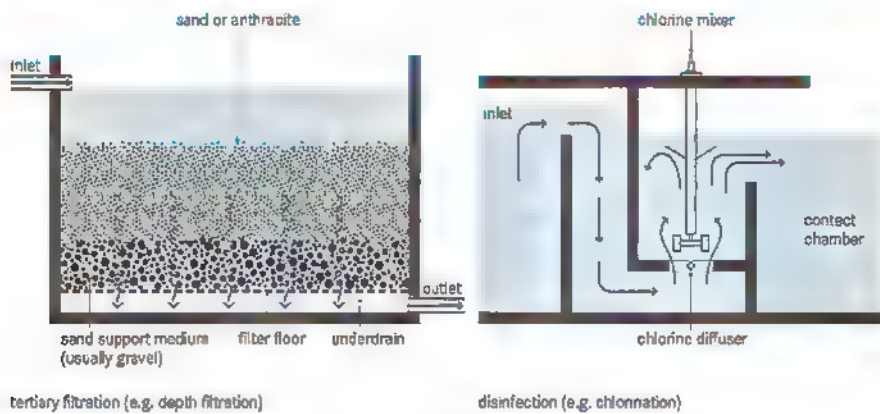 sand or anthracite
inlet
outlet
sand support medium
(usually gravel)
filter floor
underdrain
tertiary filtration (e.g. depth filtration)
chlorine mixer
inlet
contact
chamber
chlorine diffuser
disinfection (e.g. chlorination)